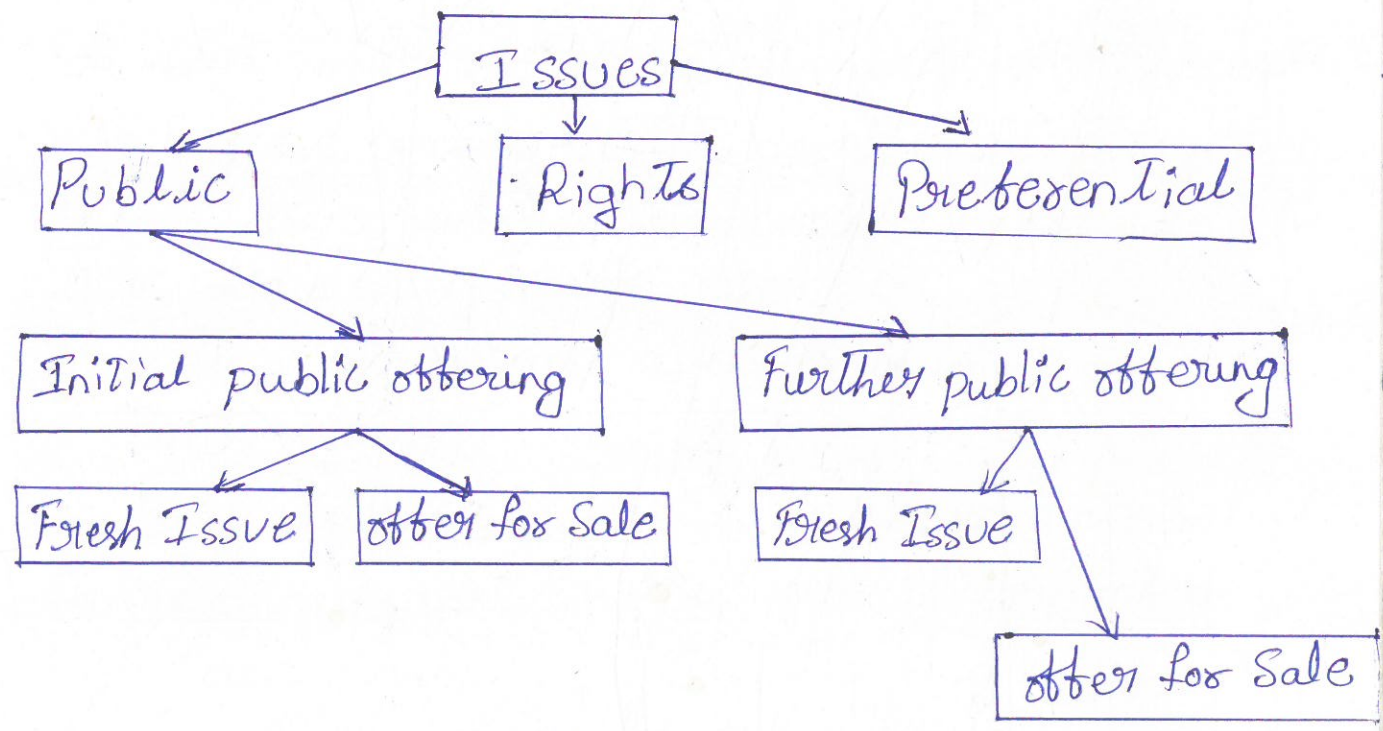 Issues
Public
Rights
Preferential
Initial public offering
Further public offering
Fresh Issue
offer for Sale
Fresh Issue
offer for Sale